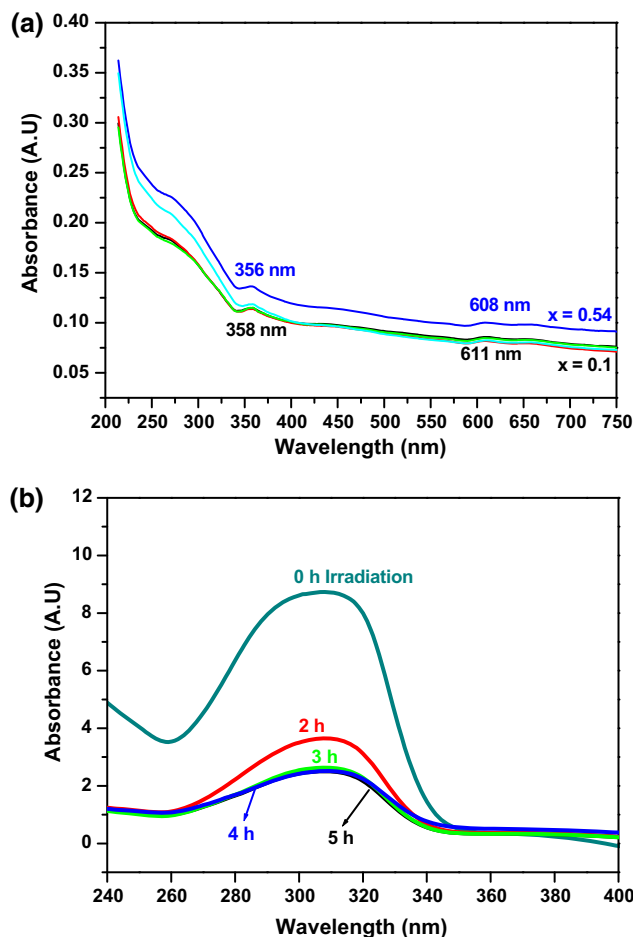 (a)
0.40
0.35
0.30
0.25
0.20
0.15
0.10
0.05
Absorbance (A.U)
356 nm
358 nm
608 nm
611 nm
x = 0.54
x = 0.1
200 250 300 350 400 450 500 550 600 650 700 750
Wavelength (nm)
(b)
12
10
8
6
4
2
0
Absorbance (A.U)
0 h Irradiation
2 h
3 h
4 h
5 h
240 260 280 300 320 340 360 380 400
Wavelength (nm)